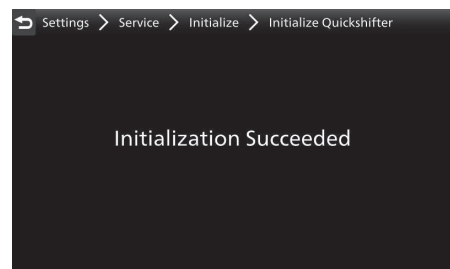 Settings > Service > Initialize > Initialize Quickshifter
Initialization Succeeded